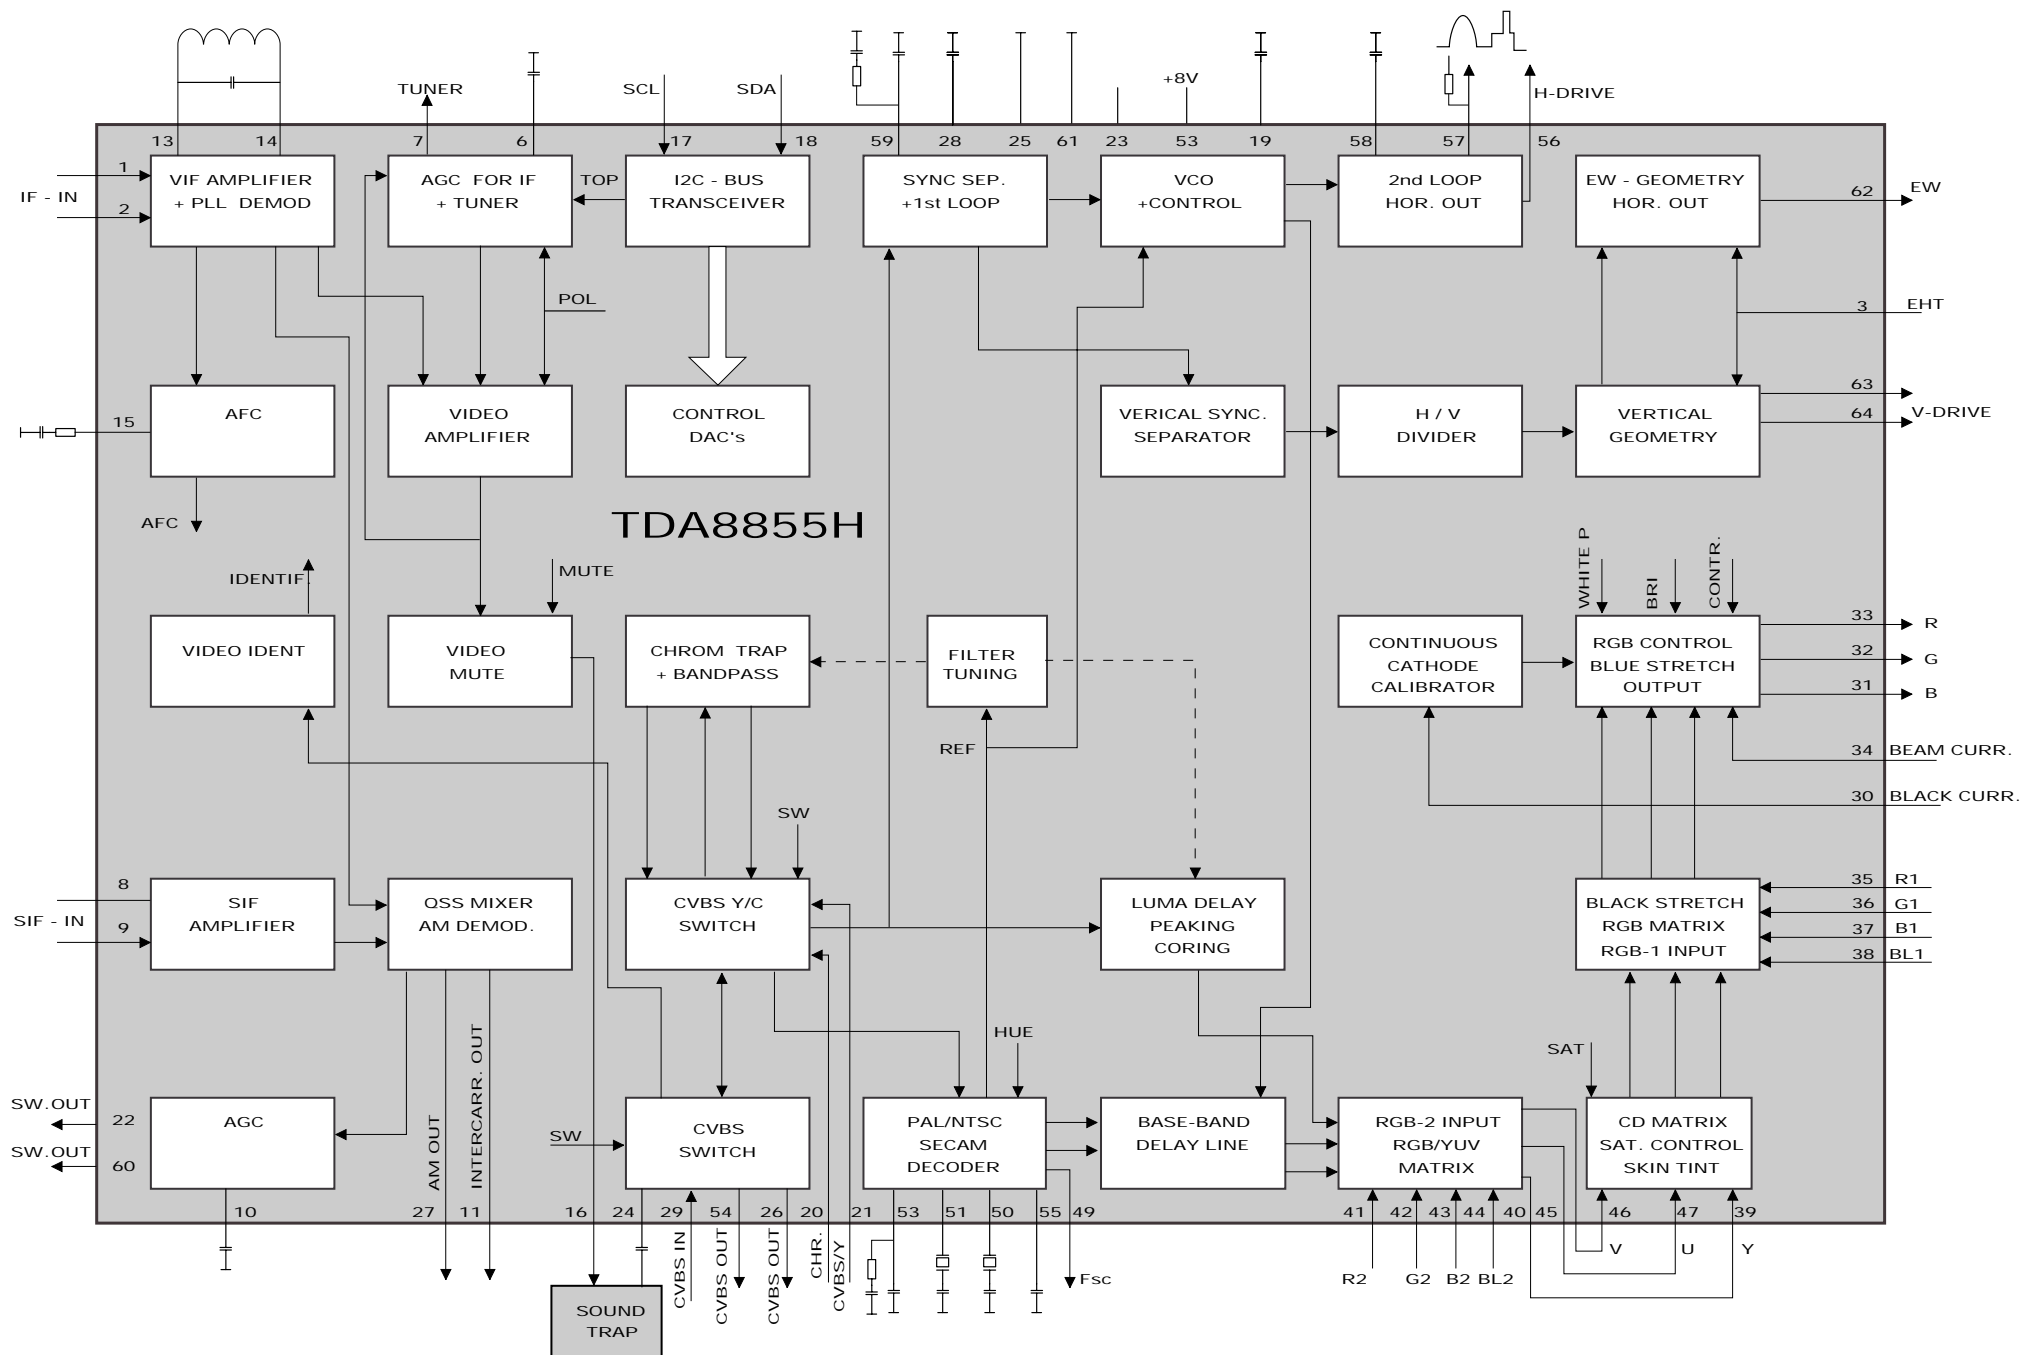 TUNER
SCL
SDA
+8V
H-DRIVE
13
14
7
6
17
18
59
28
25
61
23
53
19
58
57
56
IF - IN
1
2
VIF AMPLIFIER
+ PLL DEMOD
AGC FOR IF
+ TUNER
TOP
I2C - BUS
TRANSCEIVER
SYNC SEP.
+1st LOOP
VCO
+CONTROL
2nd LOOP
HOR. OUT
EW - GEOMETRY
HOR. OUT
62
EW
POL
3
EHT
15
AFC
VIDEO
AMPLIFIER
CONTROL
DAC's
VERICAL SYNC.
SEPARATOR
H / V
DIVIDER
VERTICAL
GEOMETRY
63
64
V-DRIVE
AFC
TDA8855H
IDENTIF.
MUTE
WHITE P
BRI
CONTR.
VIDEO IDENT
VIDEO
MUTE
CHROM TRAP
+ BANDPASS
FILTER
TUNING
CONTINUOUS
CATHODE
CALIBRATOR
RGB CONTROL
BLUE STRETCH
OUTPUT
33
R
32
G
31
B
REF
34
BEAM CURR.
30
BLACK CURR.
SW
SIF - IN
8
9
SIF
AMPLIFIER
QSS MIXER
AM DEMOD.
CVBS Y/C
SWITCH
LUMA DELAY
PEAKING
CORING
BLACK STRETCH
RGB MATRIX
RGB-1 INPUT
35
R1
36
G1
37
B1
38
BL1
HUE
SAT
SW.OUT
22
SW.OUT
60
AGC
AM OUT
INTERCARR. OUT
SW
CVBS
SWITCH
PAL/NTSC
SECAM
DECODER
BASE-BAND
DELAY LINE
RGB-2 INPUT
RGB/YUV
MATRIX
CD MATRIX
SAT. CONTROL
SKIN TINT
10
27
11
16
24
29
54
26
20
21
53
51
50
55
49
41
42
43
44
40
45
46
47
39
CVBS IN
CVBS OUT
CVBS OUT
CHR.
CVBS/Y
Fsc
R2
G2
B2
BL2
V
U
Y
SOUND
TRAP